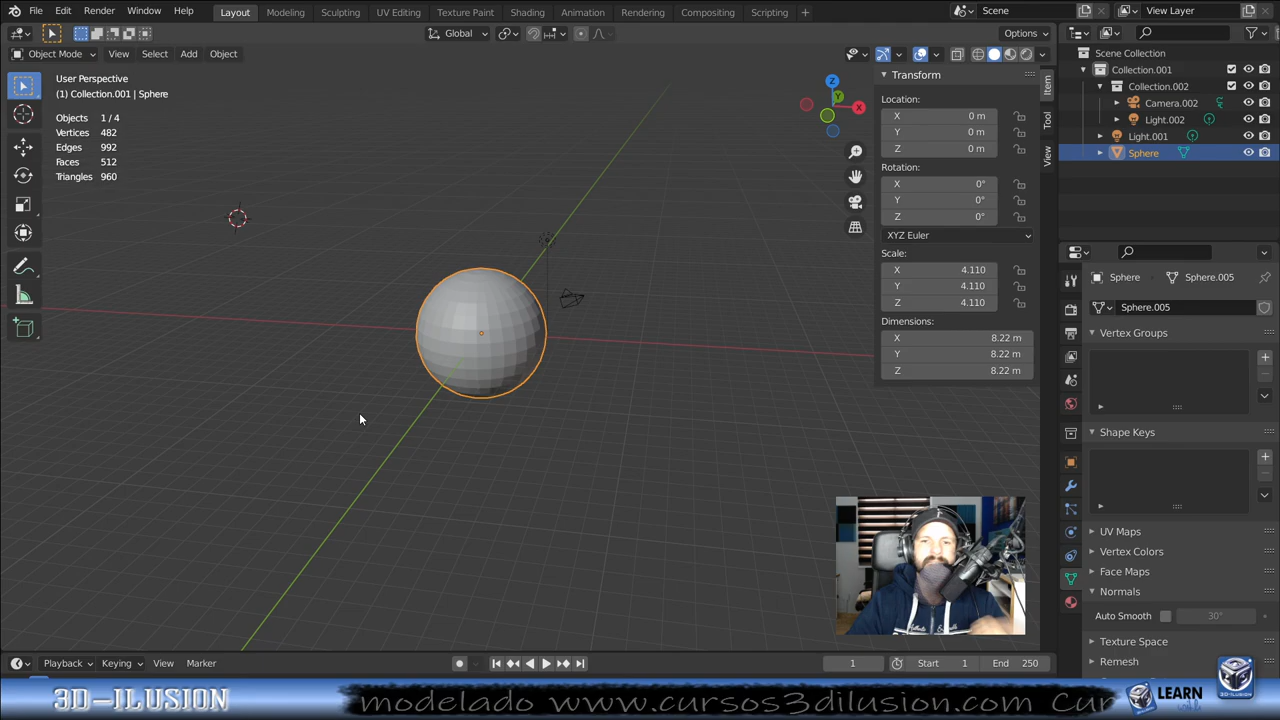 File Edit Render Window Help Layout Modeling Sculpting UV Editing Texture Paint Shading Animation Rendering Compositing Scripting + Scene View Layer
Global Options
Object Mode View Select Add Object
User Perspective
(1) Collection.001 | Sphere
Objects 1 / 4
Vertices 482
Edges 992
Faces 512
Triangles 960
Z
Y
X
Transform
Location:
X 0 m
Y 0 m
Z 0 m
Rotation:
X 0°
Y 0°
Z 0°
XYZ Euler
Scale:
X 4.110
Y 4.110
Z 4.110
Dimensions:
X 8.22 m
Y 8.22 m
Z 8.22 m
Item
Tool
View
Scene Collection
Collection.001
Collection.002
Camera.002
Light.002
Light.001
Sphere
Sphere Sphere.005
Sphere.005
Vertex Groups
Shape Keys
UV Maps
Vertex Colors
Face Maps
Normals
Auto Smooth 30°
Texture Space
Remesh
Playback Keying View Marker 1 Start 1 End 250
3D-ILUSION modelado www.cursos3dilusion.com Cur LEARN